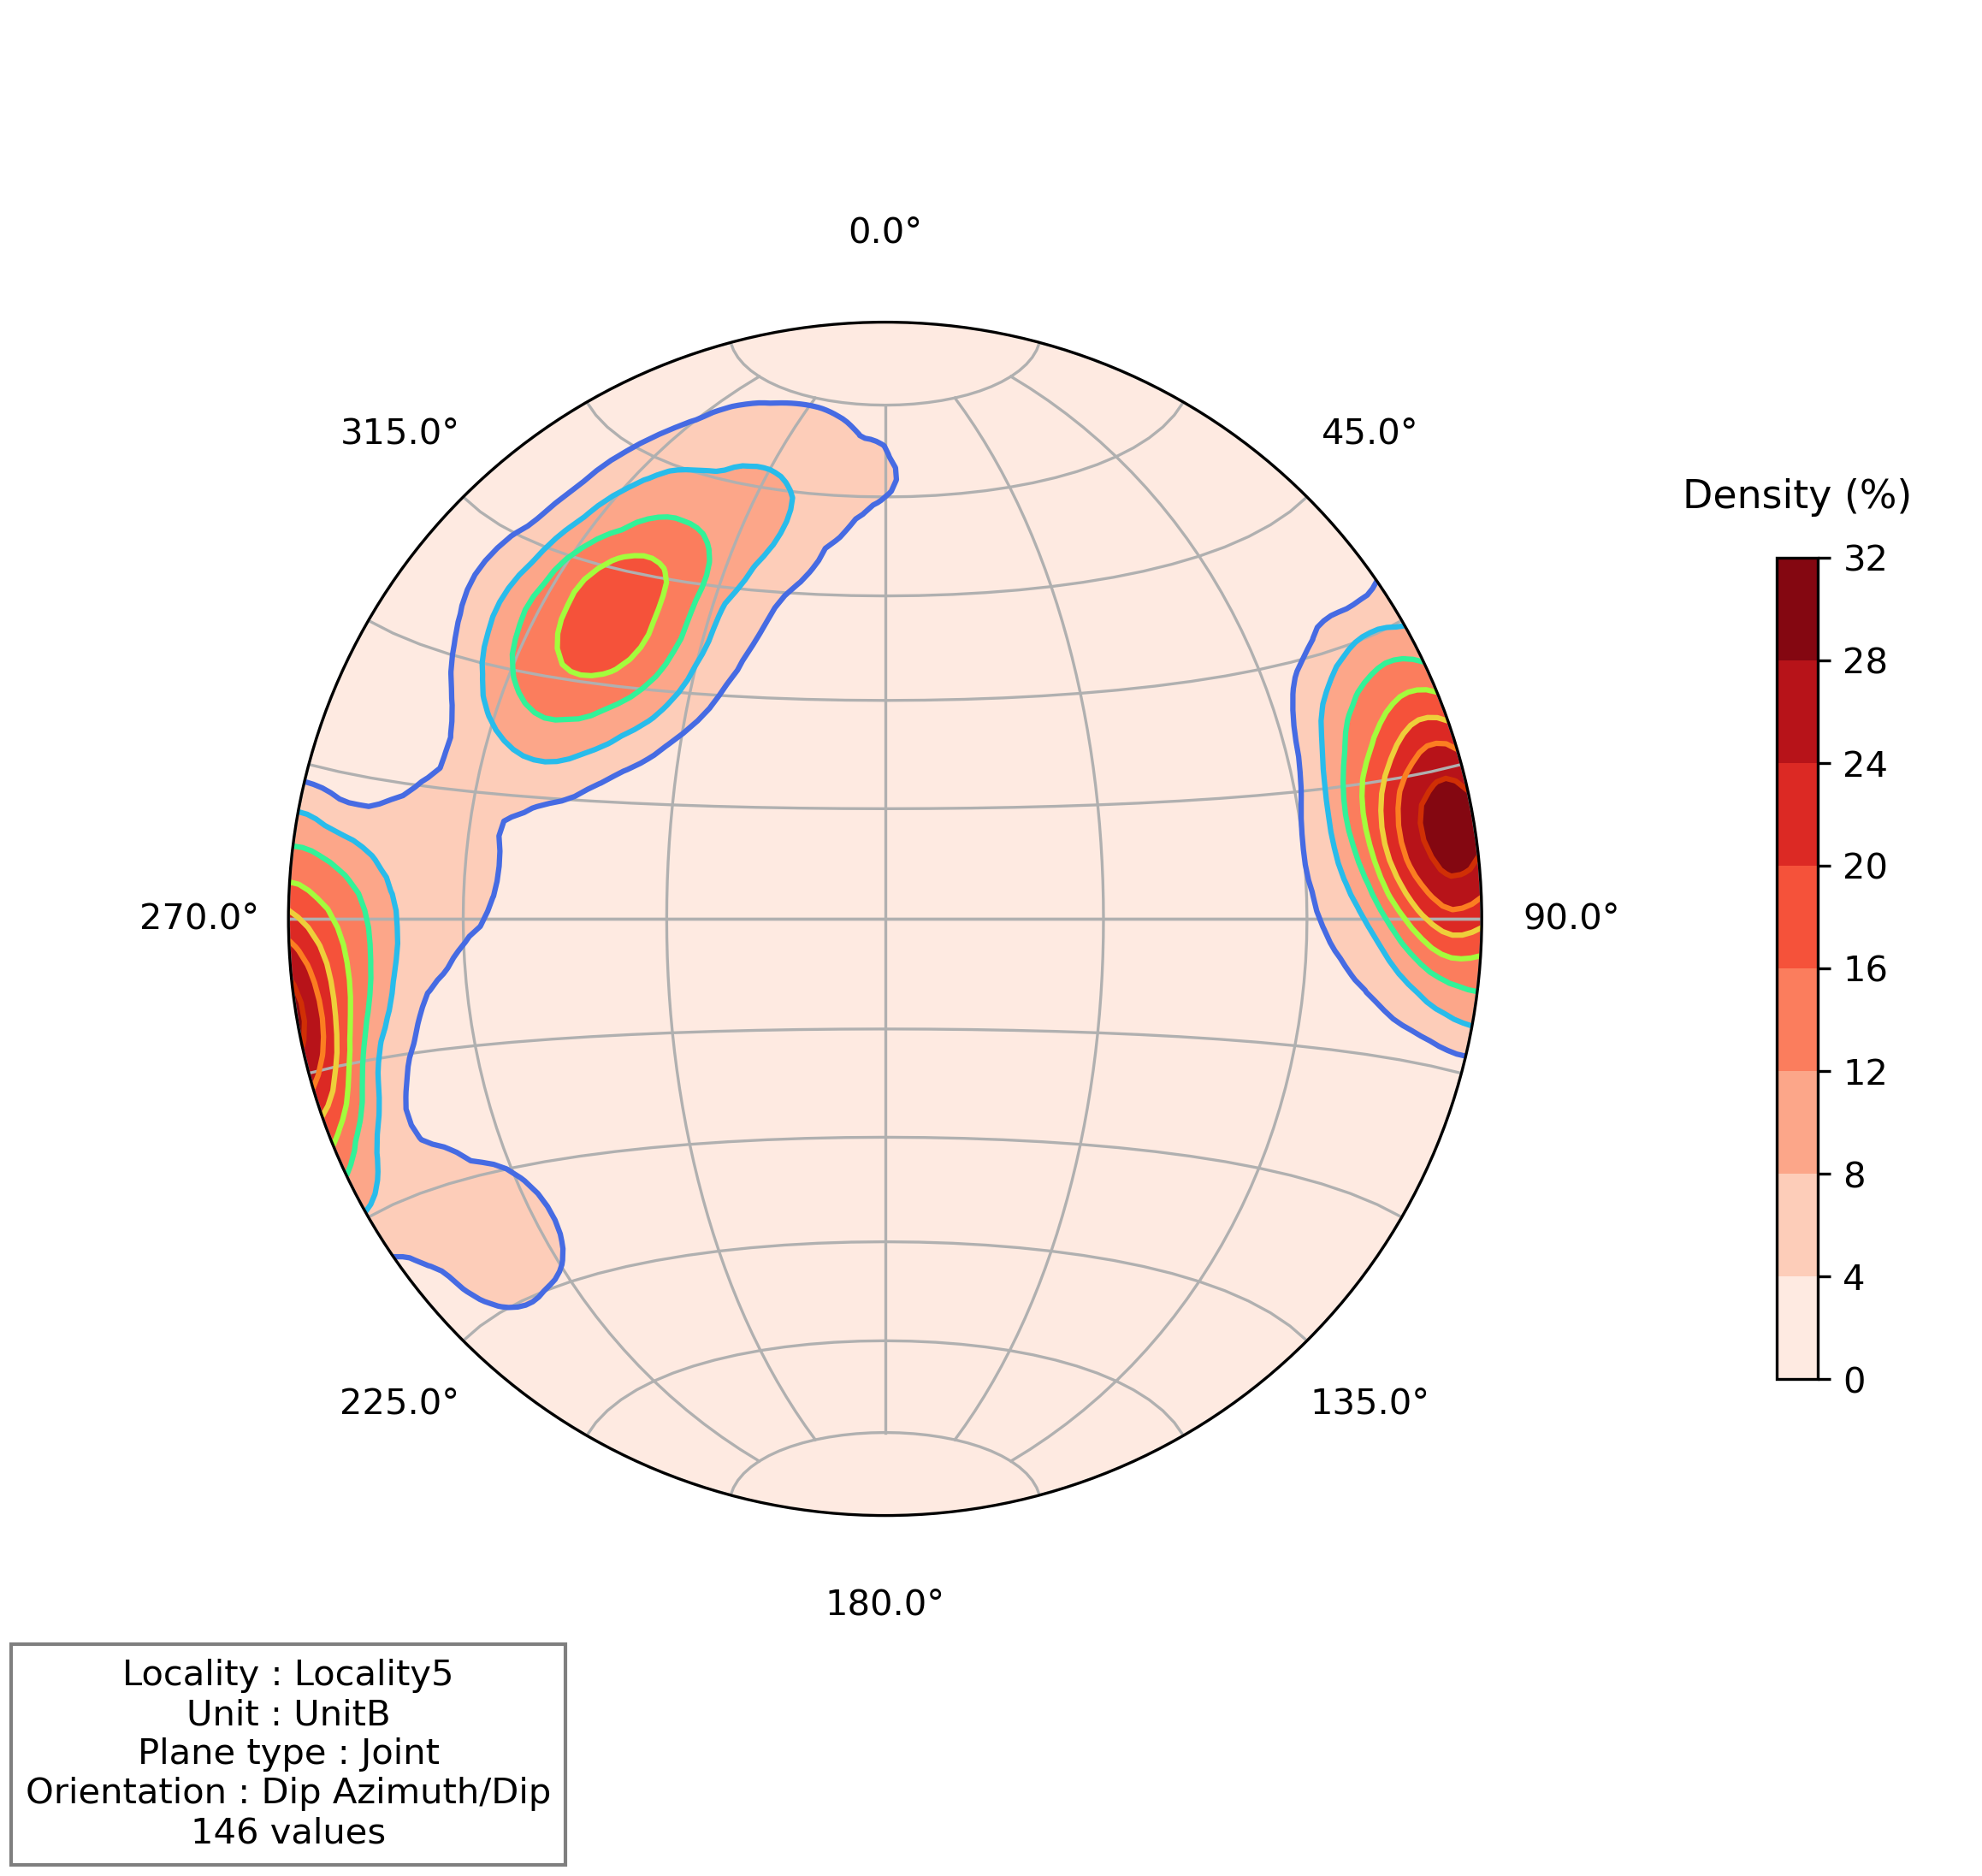 0.0°
315.0°
45.0°
Density (%)
32
28
24
20
16
12
8
4
0
270.0°
90.0°
225.0°
135.0°
180.0°
Locality : Locality5
Unit : UnitB
Plane type : Joint
Orientation : Dip Azimuth/Dip
146 values